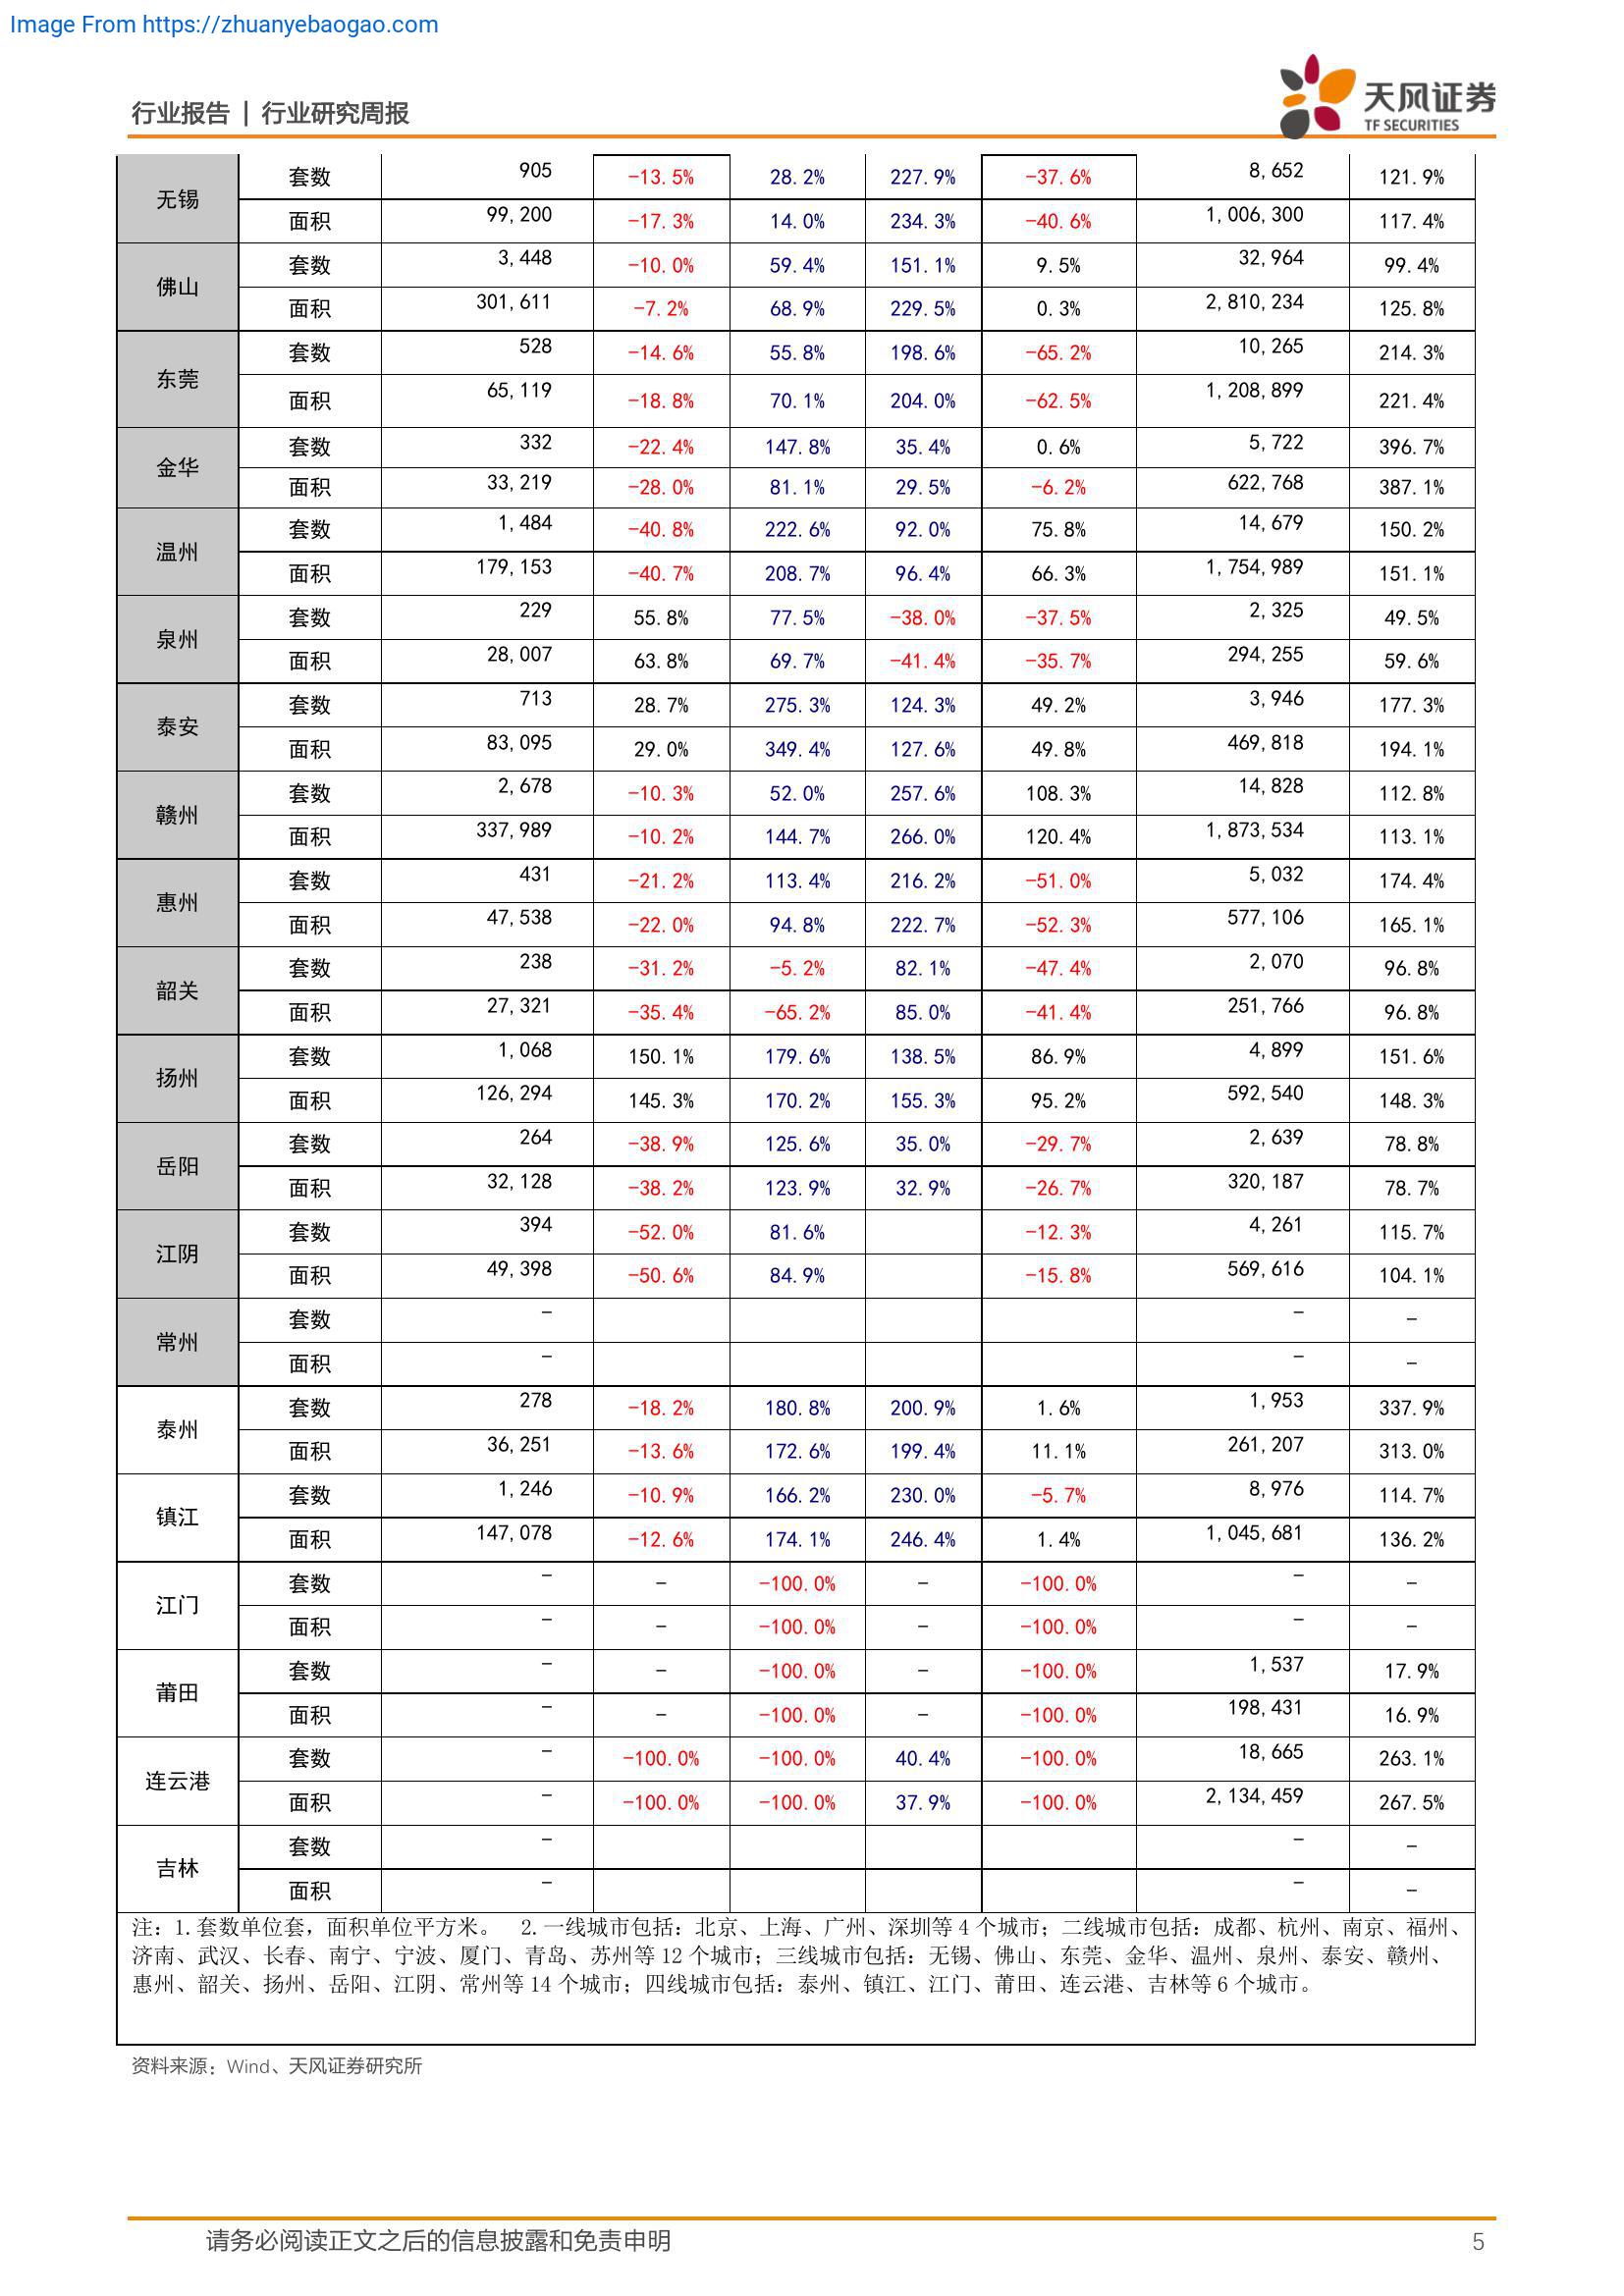 Image From https://zhuanyebaogao.com
行业报告 | 行业研究周报
天风证券
TF SECURITIES
无锡 套数 905 -13.5% 28.2% 227.9% -37.6% 8,652 121.9%
面积 99,200 -17.3% 14.0% 234.3% -40.6% 1,006,300 117.4%
佛山 套数 3,448 -10.0% 59.4% 151.1% 9.5% 32,964 99.4%
面积 301,611 -7.2% 68.9% 229.5% 0.3% 2,810,234 125.8%
东莞 套数 528 -14.6% 55.8% 198.6% -65.2% 10,265 214.3%
面积 65,119 -18.8% 70.1% 204.0% -62.5% 1,208,899 221.4%
金华 套数 332 -22.4% 147.8% 35.4% 0.6% 5,722 396.7%
面积 33,219 -28.0% 81.1% 29.5% -6.2% 622,768 387.1%
温州 套数 1,484 -40.8% 222.6% 92.0% 75.8% 14,679 150.2%
面积 179,153 -40.7% 208.7% 96.4% 66.3% 1,754,989 151.1%
泉州 套数 229 55.8% 77.5% -38.0% -37.5% 2,325 49.5%
面积 28,007 63.8% 69.7% -41.4% -35.7% 294,255 59.6%
泰安 套数 713 28.7% 275.3% 124.3% 49.2% 3,946 177.3%
面积 83,095 29.0% 349.4% 127.6% 49.8% 469,818 194.1%
赣州 套数 2,678 -10.3% 52.0% 257.6% 108.3% 14,828 112.8%
面积 337,989 -10.2% 144.7% 266.0% 120.4% 1,873,534 113.1%
惠州 套数 431 -21.2% 113.4% 216.2% -51.0% 5,032 174.4%
面积 47,538 -22.0% 94.8% 222.7% -52.3% 577,106 165.1%
韶关 套数 238 -31.2% -5.2% 82.1% -47.4% 2,070 96.8%
面积 27,321 -35.4% -65.2% 85.0% -41.4% 251,766 96.8%
扬州 套数 1,068 150.1% 179.6% 138.5% 86.9% 4,899 151.6%
面积 126,294 145.3% 170.2% 155.3% 95.2% 592,540 148.3%
岳阳 套数 264 -38.9% 125.6% 35.0% -29.7% 2,639 78.8%
面积 32,128 -38.2% 123.9% 32.9% -26.7% 320,187 78.7%
江阴 套数 394 -52.0% 81.6% -12.3% 4,261 115.7%
面积 49,398 -50.6% 84.9% -15.8% 569,616 104.1%
常州 套数 - - -
面积 - - -
泰州 套数 278 -18.2% 180.8% 200.9% 1.6% 1,953 337.9%
面积 36,251 -13.6% 172.6% 199.4% 11.1% 261,207 313.0%
镇江 套数 1,246 -10.9% 166.2% 230.0% -5.7% 8,976 114.7%
面积 147,078 -12.6% 174.1% 246.4% 1.4% 1,045,681 136.2%
江门 套数 - - -100.0% - -100.0% - -
面积 - - -100.0% - -100.0% - -
莆田 套数 - - -100.0% - -100.0% 1,537 17.9%
面积 - - -100.0% - -100.0% 198,431 16.9%
连云港 套数 - -100.0% -100.0% 40.4% -100.0% 18,665 263.1%
面积 - -100.0% -100.0% 37.9% -100.0% 2,134,459 267.5%
吉林 套数 - - -
面积 - - -
注：1.套数单位套，面积单位平方米。 2.一线城市包括：北京、上海、广州、深圳等 4 个城市；二线城市包括：成都、杭州、南京、福州、
济南、武汉、长春、南宁、宁波、厦门、青岛、苏州等 12 个城市；三线城市包括：无锡、佛山、东莞、金华、温州、泉州、泰安、赣州、
惠州、韶关、扬州、岳阳、江阴、常州等 14 个城市；四线城市包括：泰州、镇江、江门、莆田、连云港、吉林等 6 个城市。
资料来源：Wind、天风证券研究所
请务必阅读正文之后的信息披露和免责申明 5